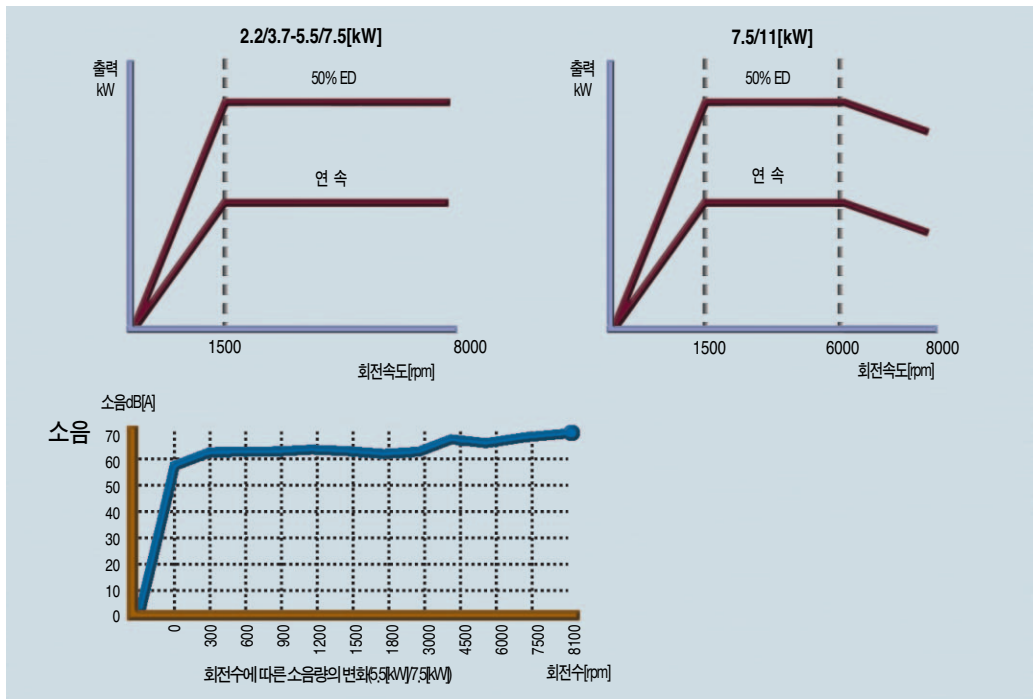 2.2/3.7-5.5/7.5[kW]
출력
kW
50% ED
연 속
1500
8000
회전속도[rpm]
7.5/11[kW]
출력
kW
50% ED
연 속
1500
6000
8000
회전속도[rpm]
소음dB[A]
소음
70
60
50
40
30
20
10
0
0
300
600
900
1200
1500
1800
3000
4500
6000
7500
8100
회전수에 따른 소음량의 변화(5.5[kW]/7.5[kW])
회전수[rpm]